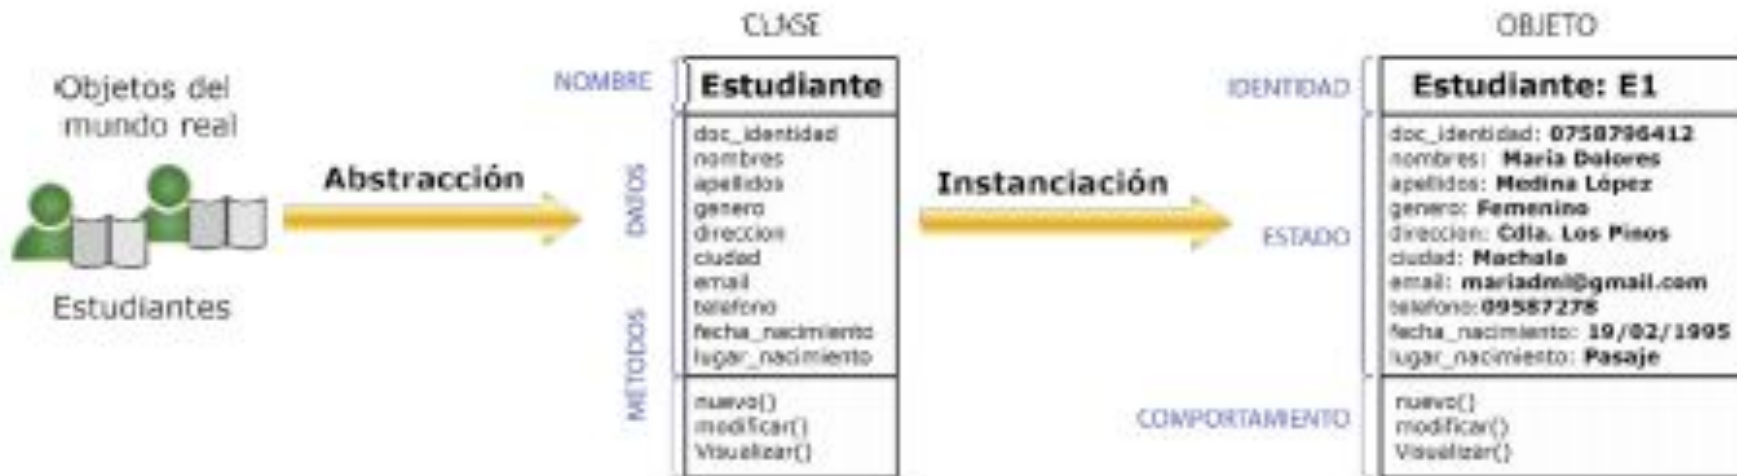 Objetos del
mundo real
Estudiantes
Abstracción
CLASE
NOMBRE
Estudiante
DATOS
doc_identidad
nombres
apellidos
genero
direccion
ciudad
email
telefono
fecha_nacimiento
lugar_nacimiento
METODOS
nuevo()
modificar()
Visualizar()
Instanciación
OBJETO
IDENTIDAD
Estudiante: E1
ESTADO
doc_identidad: 0758796412
nombres: Maria Dolores
apellidos: Medina López
genero: Femenino
direccion: Cdla. Los Pinos
ciudad: Machala
email: mariadml@gmail.com
telefono: 09587278
fecha_nacimiento: 19/02/1995
lugar_nacimiento: Pasaje
COMPORTAMIENTO
nuevo()
modificar()
Visualizar()